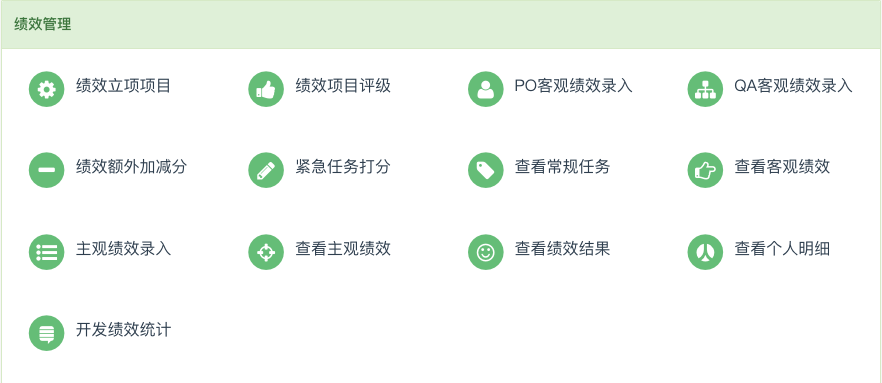 绩效管理
绩效立项项目 绩效项目评级 PO客观绩效录入 QA客观绩效录入
绩效额外加减分 紧急任务打分 查看常规任务 查看客观绩效
主观绩效录入 查看主观绩效 查看绩效结果 查看个人明细
开发绩效统计